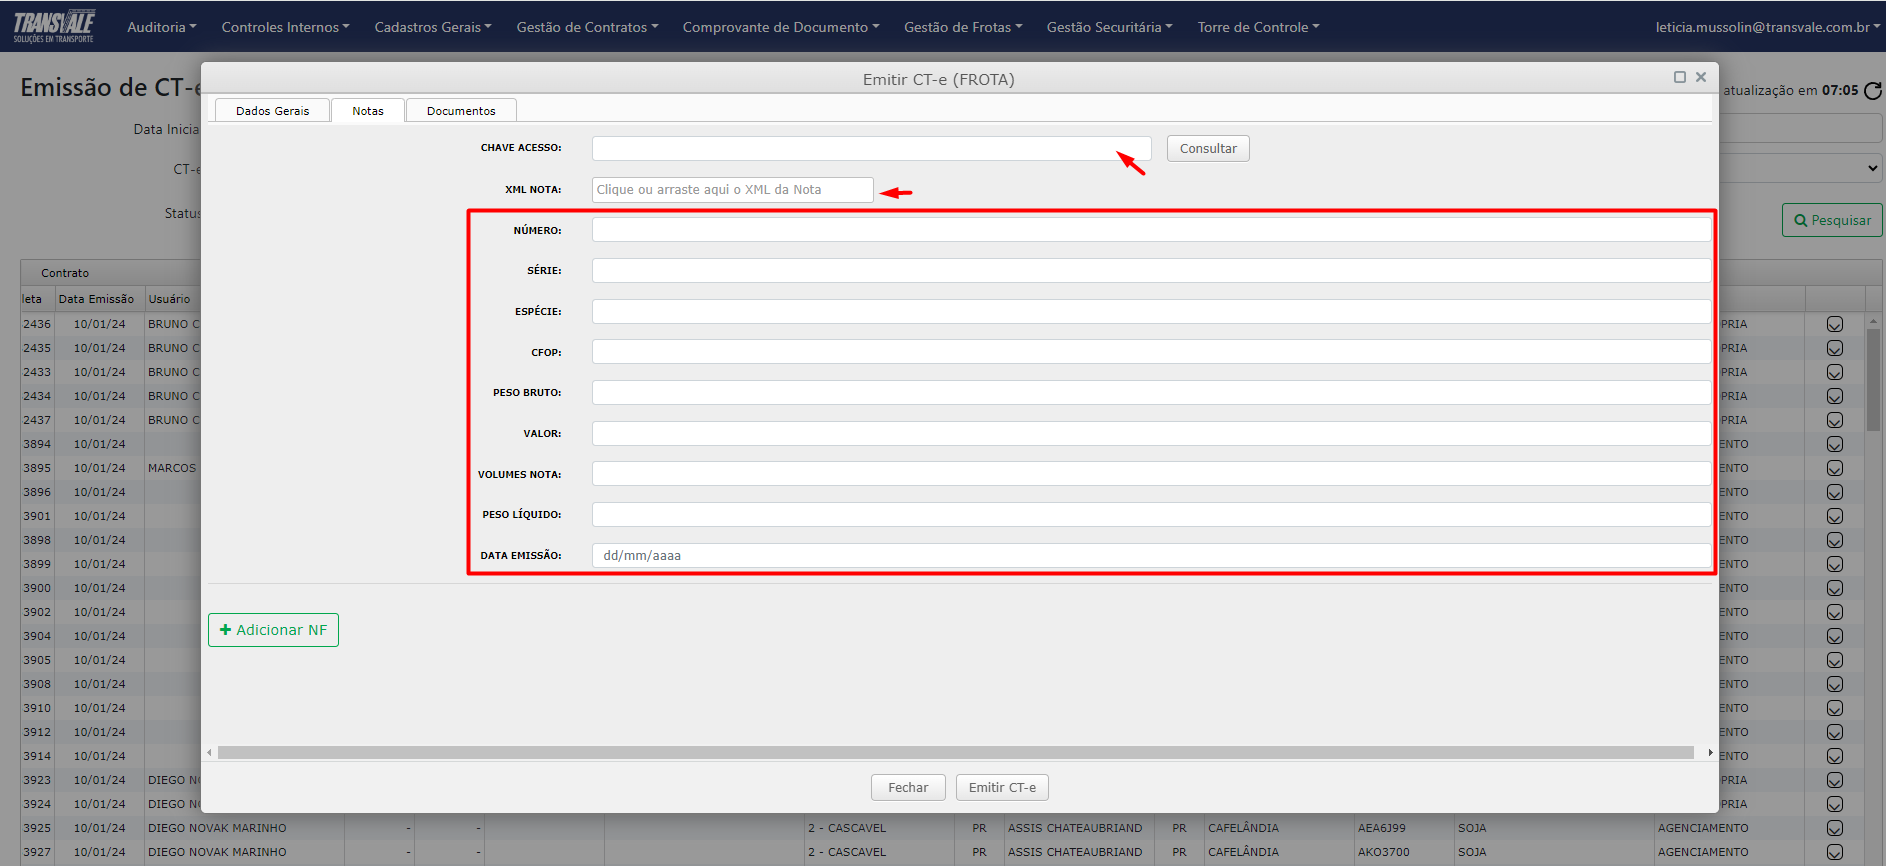 TRANSVALE
SOLUÇÕES EM TRANSPORTE
Auditoria Controles Internos Cadastros Gerais Gestão de Contratos Comprovante de Documento Gestão de Frotas Gestão Securitária Torre de Controle leticia.mussolin@transvale.com.br
Emitir CT-e (FROTA)
Emissão de CT-e
atualização em 07:05
Dados Gerais Notas Documentos
Data Inicia
CHAVE ACESSO: Consultar
CT-e
XML NOTA: Clique ou arraste aqui o XML da Nota
Status
Pesquisar
NÚMERO:
SÉRIE:
ESPÉCIE:
CFOP:
PESO BRUTO:
VALOR:
VOLUMES NOTA:
PESO LÍQUIDO:
DATA EMISSÃO: dd/mm/aaaa
Adicionar NF
Fechar Emitir CT-e
Contrato
leta Data Emissão Usuário
2436 10/01/24 BRUNO C PRIA
2435 10/01/24 BRUNO C PRIA
2433 10/01/24 BRUNO C PRIA
2434 10/01/24 BRUNO C PRIA
2437 10/01/24 BRUNO C PRIA
3894 10/01/24 ENTO
3895 10/01/24 MARCOS ENTO
3896 10/01/24 ENTO
3901 10/01/24 ENTO
3898 10/01/24 ENTO
3899 10/01/24 ENTO
3900 10/01/24 ENTO
3902 10/01/24 ENTO
3904 10/01/24 ENTO
3905 10/01/24 ENTO
3908 10/01/24 ENTO
3910 10/01/24 ENTO
3912 10/01/24 ENTO
3914 10/01/24 ENTO
3923 10/01/24 DIEGO NO PRIA
3924 10/01/24 DIEGO NO PRIA
3925 10/01/24 DIEGO NOVAK MARINHO - - 2 - CASCAVEL PR ASSIS CHATEAUBRIAND PR CAFELÂNDIA AEA6J99 SOJA AGENCIAMENTO
3927 10/01/24 DIEGO NOVAK MARINHO - - 2 - CASCAVEL PR ASSIS CHATEAUBRIAND PR CAFELÂNDIA AKO3700 SOJA AGENCIAMENTO